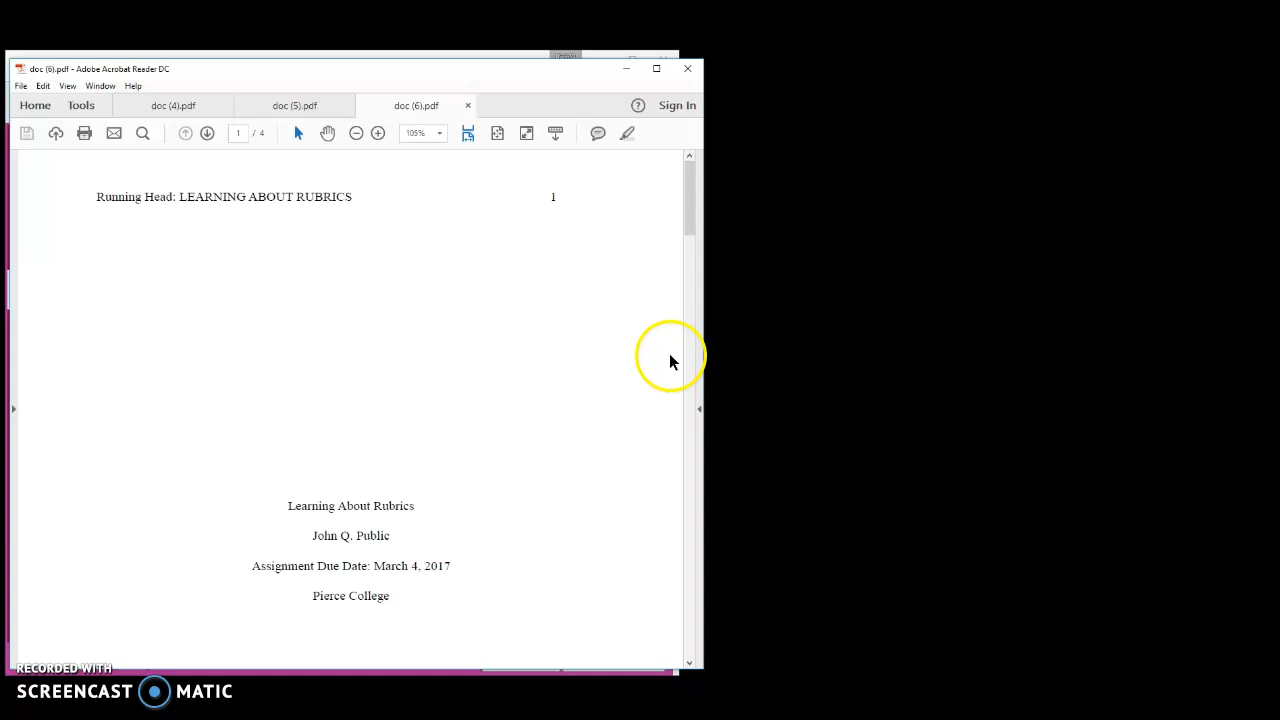 doc (6).pdf - Adobe Acrobat Reader DC
File Edit View Window Help
Home Tools doc (4).pdf doc (5).pdf doc (6).pdf × ? Sign In
1 / 4 105%
Running Head: LEARNING ABOUT RUBRICS 1
Learning About Rubrics
John Q. Public
Assignment Due Date: March 4, 2017
Pierce College
RECORDED WITH
SCREENCAST MATIC